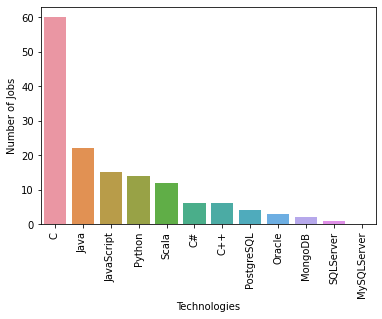 60
50
40
30
20
10
0
Number of Jobs
C
Java
JavaScript
Python
Scala
C#
C++
PostgreSQL
Oracle
MongoDB
SQLServer
MySQLServer
Technologies